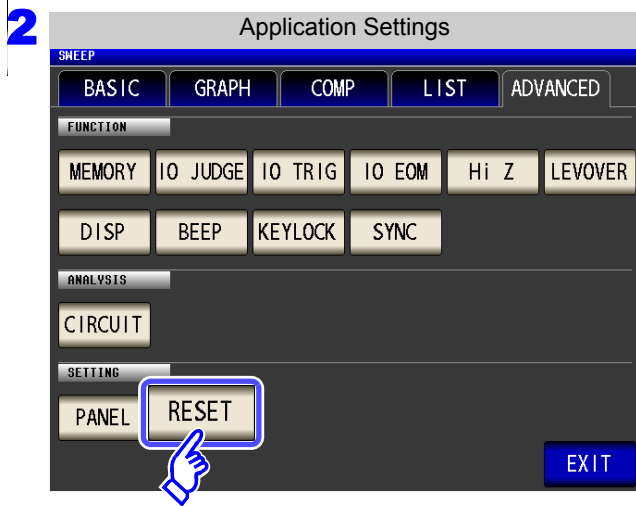 2
Application Settings
SWEEP
BASIC GRAPH COMP LIST ADVANCED
FUNCTION
MEMORY IO JUDGE IO TRIG IO EOM Hi Z LEVOVER
DISP BEEP KEYLOCK SYNC
ANALYSIS
CIRCUIT
SETTING
PANEL RESET
EXIT